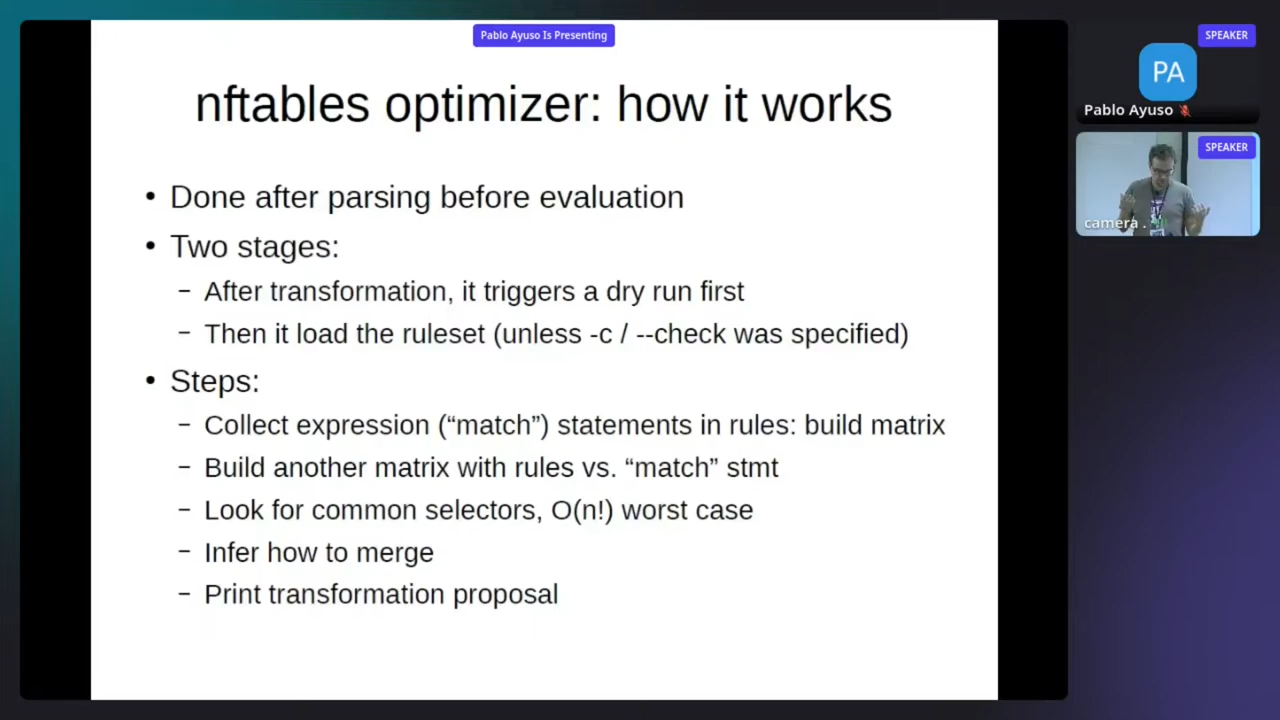 Pablo Ayuso Is Presenting
nftables optimizer: how it works
• Done after parsing before evaluation
• Two stages:
– After transformation, it triggers a dry run first
– Then it load the ruleset (unless -c / --check was specified)
• Steps:
– Collect expression (“match”) statements in rules: build matrix
– Build another matrix with rules vs. “match” stmt
– Look for common selectors, O(n!) worst case
– Infer how to merge
– Print transformation proposal
SPEAKER
PA
Pablo Ayuso
SPEAKER
camera .